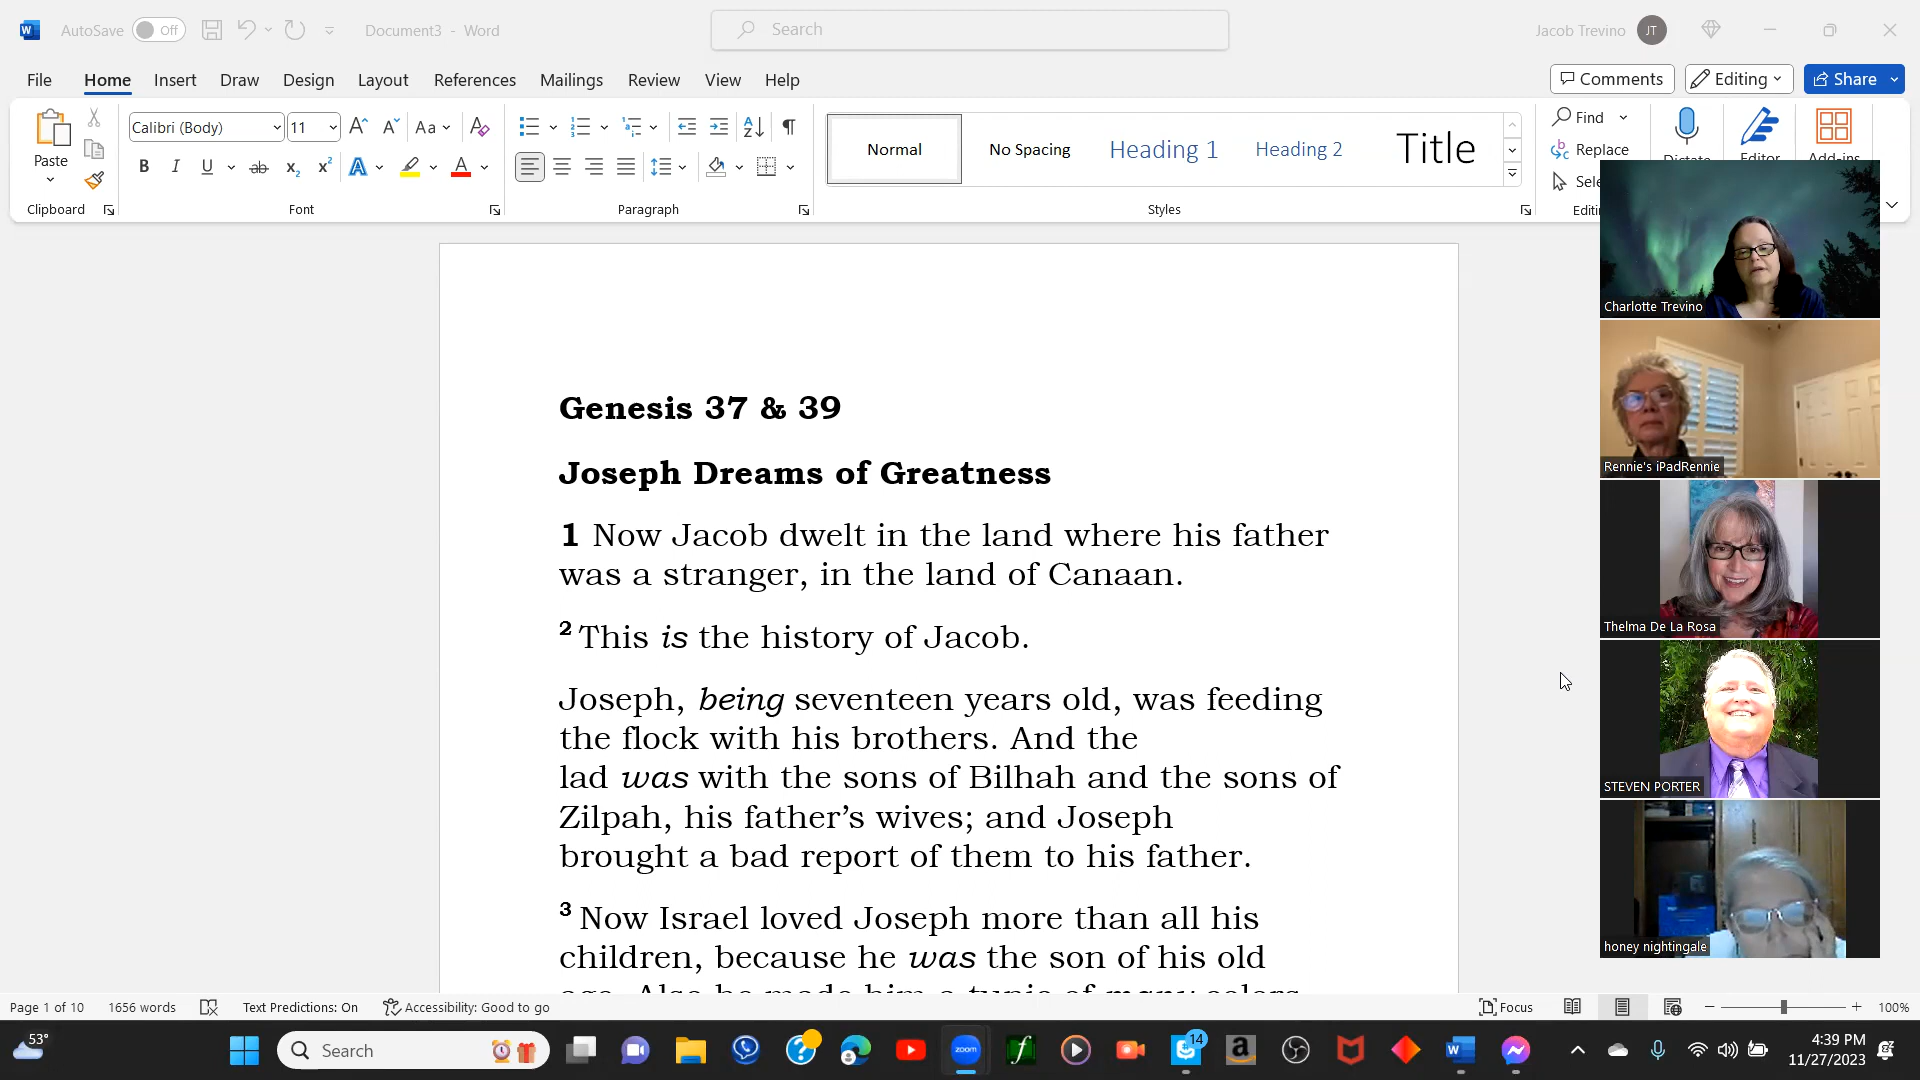 AutoSave Off Document3 - Word Search Jacob Trevino JT
File Home Insert Draw Design Layout References Mailings Review View Help Comments Editing Share
Paste
Calibri (Body) 11 Aa
Normal No Spacing Heading 1 Heading 2 Title
Find
Replace
Clipboard Font Paragraph Styles
Genesis 37 & 39
Joseph Dreams of Greatness
1 Now Jacob dwelt in the land where his father
was a stranger, in the land of Canaan.
2 This is the history of Jacob.
Joseph, being seventeen years old, was feeding
the flock with his brothers. And the
lad was with the sons of Bilhah and the sons of
Zilpah, his father’s wives; and Joseph
brought a bad report of them to his father.
3 Now Israel loved Joseph more than all his
children, because he was the son of his old
Charlotte Trevino
Rennie's iPadRennie
Thelma De La Rosa
STEVEN PORTER
honey nightingale
Page 1 of 10 1656 words Text Predictions: On Accessibility: Good to go Focus 100%
53° Search zoom 14 4:39 PM
11/27/2023